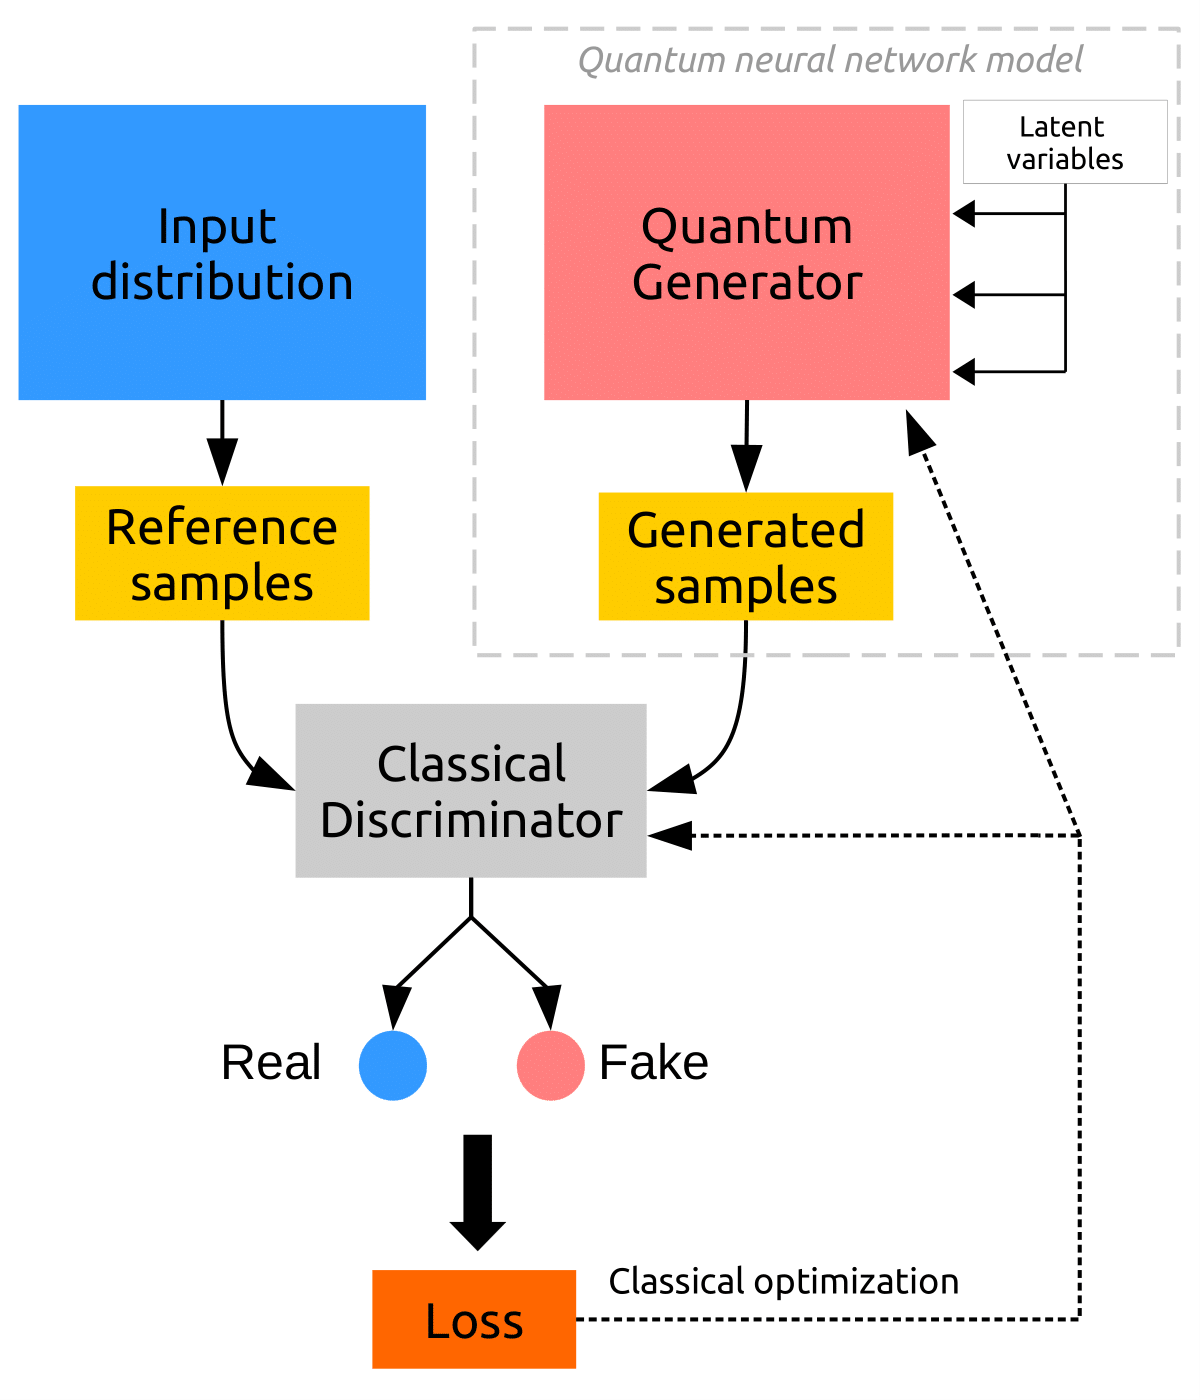 Quantum neural network model
Input
distribution
Quantum
Generator
Latent
variables
Reference
samples
Generated
samples
Classical
Discriminator
Real
Fake
Classical optimization
Loss